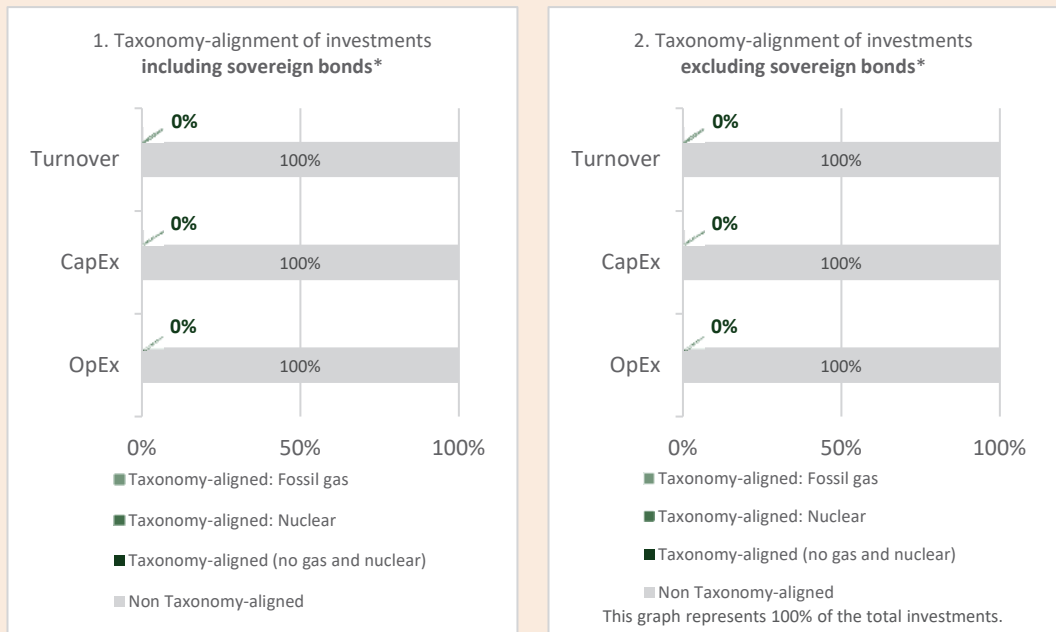 1. Taxonomy-alignment of investments
including sovereign bonds*
0%
Turnover
100%
0%
CapEx
100%
0%
OpEx
100%
0% 50% 100%
Taxonomy-aligned: Fossil gas
Taxonomy-aligned: Nuclear
Taxonomy-aligned (no gas and nuclear)
Non Taxonomy-aligned
2. Taxonomy-alignment of investments
excluding sovereign bonds*
0%
Turnover
100%
0%
CapEx
100%
0%
OpEx
100%
0% 50% 100%
Taxonomy-aligned: Fossil gas
Taxonomy-aligned: Nuclear
Taxonomy-aligned (no gas and nuclear)
Non Taxonomy-aligned
This graph represents 100% of the total investments.